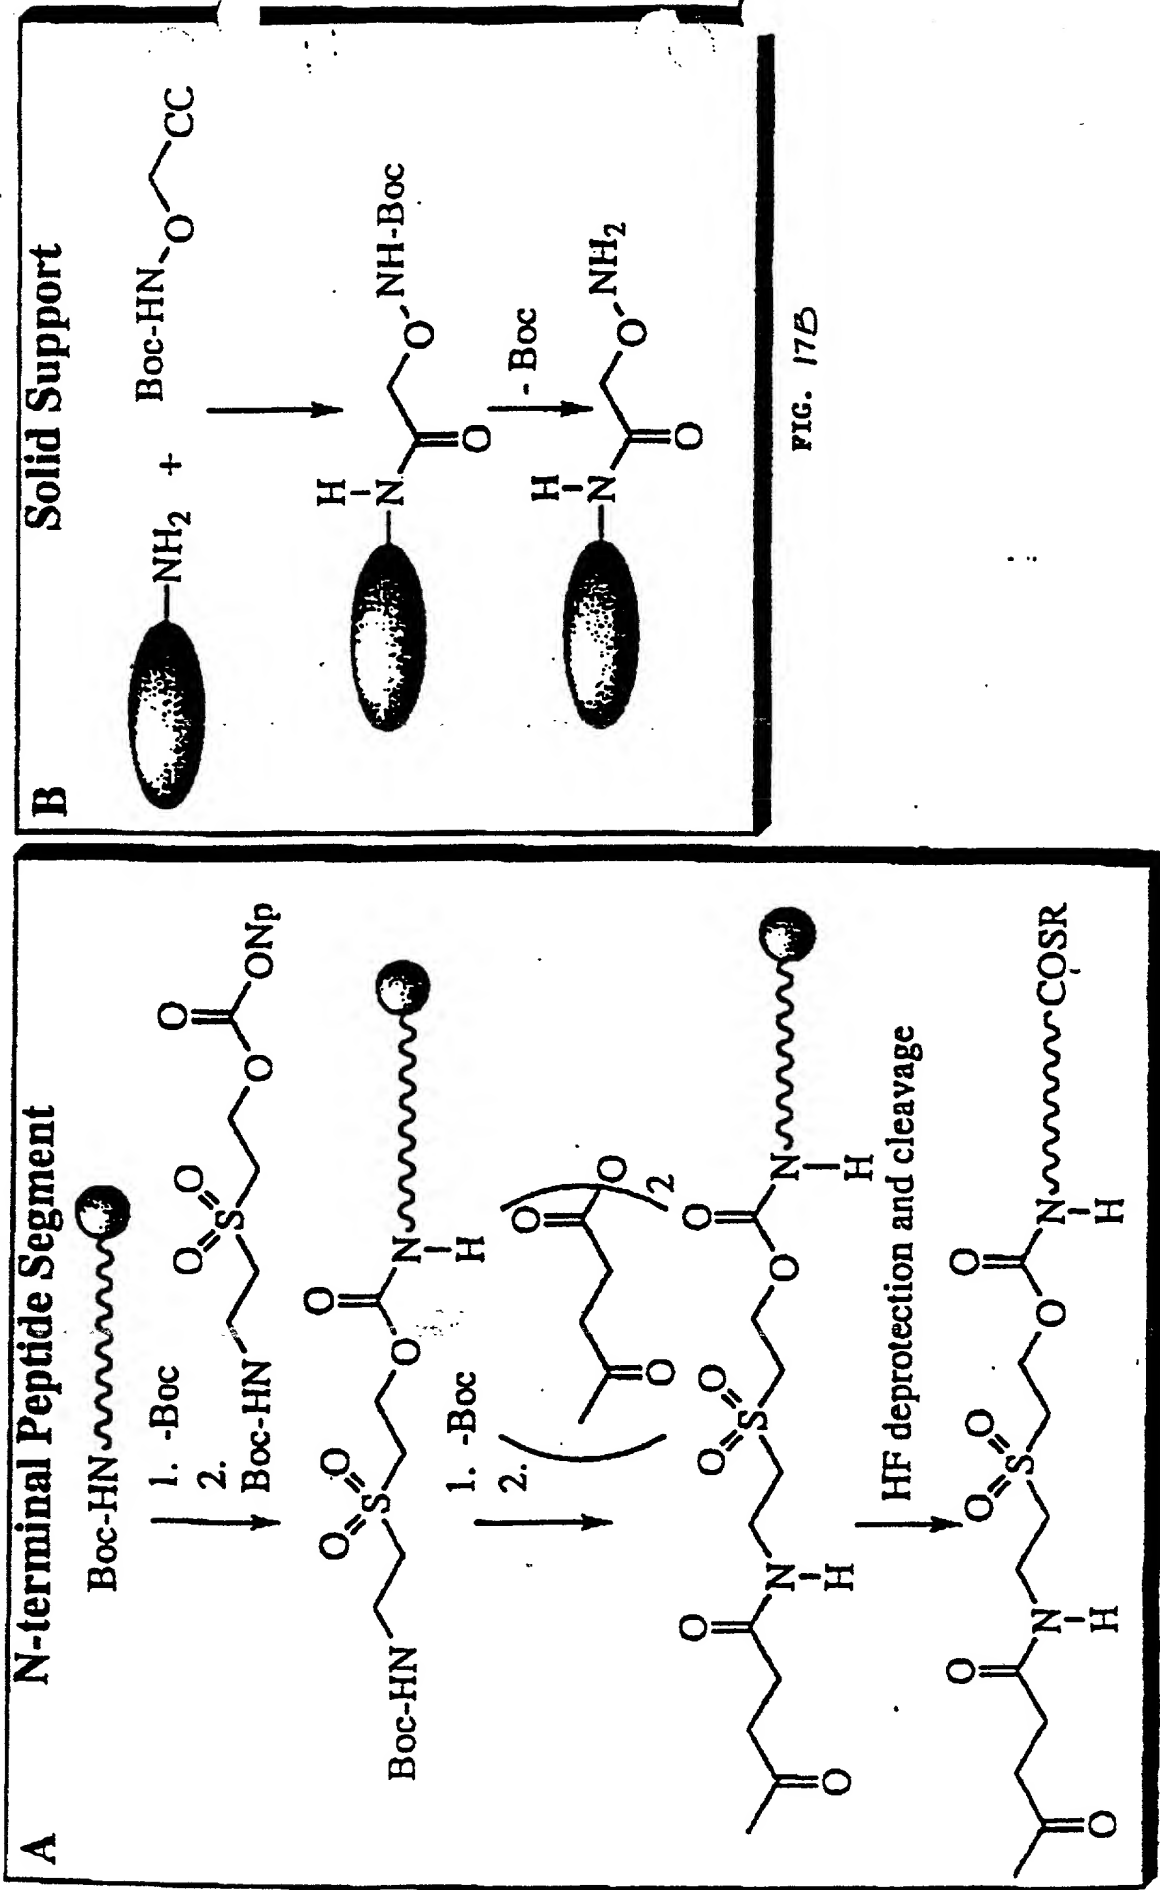 A
N-terminal Peptide Segment
Boc-HN
1. -Boc
2.
Boc-HN
O
O
S
O
O
ONp
Boc-HN
O
O
S
O
O
N
H
1. -Boc
2.
(
O
O
O
)
2
O
O
N
H
O
O
S
O
O
N
H
HF deprotection and cleavage
O
O
N
H
O
O
S
O
O
N
H
COSR
B
Solid Support
NH2
+
Boc-HN
O
CC
H
N
O
O
NH-Boc
- Boc
H
N
O
O
NH2
FIG. 17B